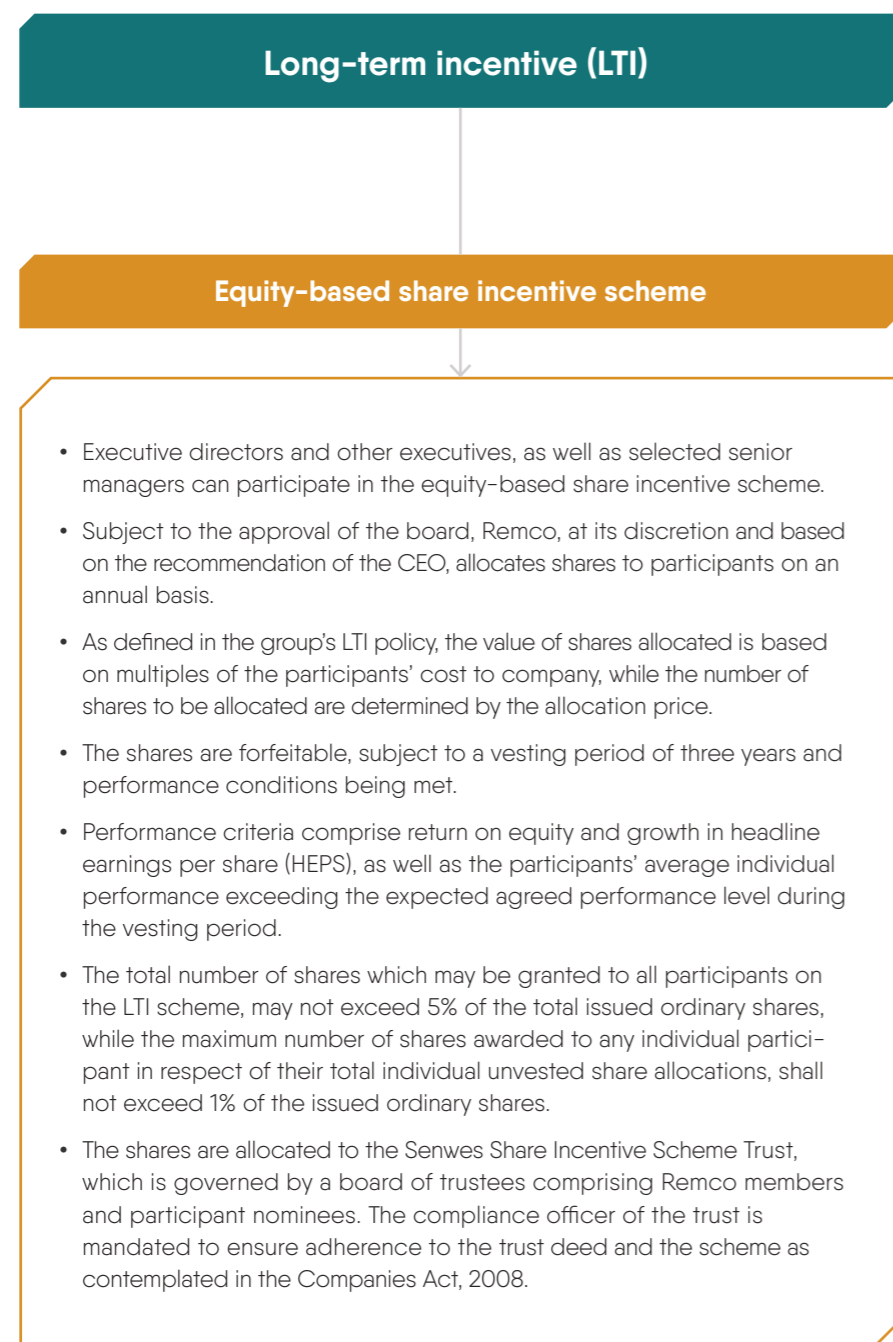 Long-term incentive (LTI)
Equity-based share incentive scheme
• Executive directors and other executives, as well as selected senior
managers can participate in the equity-based share incentive scheme.
• Subject to the approval of the board, Remco, at its discretion and based
on the recommendation of the CEO, allocates shares to participants on an
annual basis.
• As defined in the group's LTI policy, the value of shares allocated is based
on multiples of the participants' cost to company, while the number of
shares to be allocated are determined by the allocation price.
• The shares are forfeitable, subject to a vesting period of three years and
performance conditions being met.
• Performance criteria comprise return on equity and growth in headline
earnings per share (HEPS), as well as the participants' average individual
performance exceeding the expected agreed performance level during
the vesting period.
• The total number of shares which may be granted to all participants on
the LTI scheme, may not exceed 5% of the total issued ordinary shares,
while the maximum number of shares awarded to any individual partici-
pant in respect of their total individual unvested share allocations, shall
not exceed 1% of the issued ordinary shares.
• The shares are allocated to the Senwes Share Incentive Scheme Trust,
which is governed by a board of trustees comprising Remco members
and participant nominees. The compliance officer of the trust is
mandated to ensure adherence to the trust deed and the scheme as
contemplated in the Companies Act, 2008.